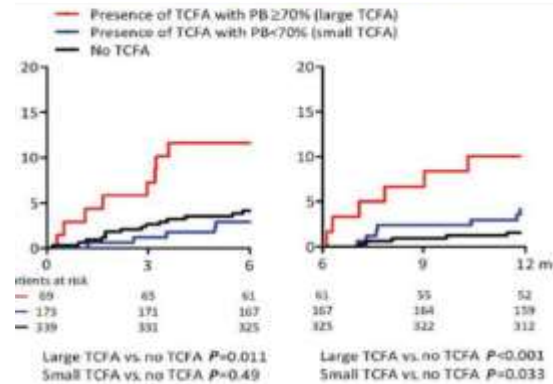 Presence of TCFA with PB≥70% (large TCFA)
Presence of TCFA with PB<70% (small TCFA)
No TCFA
20 20
15 15
10 10
5 5
0 0
0 3 6 6 9 12 m
tients at risk
69 65 61 61 55 52
173 171 167 167 164 159
339 331 325 325 322 312
Large TCFA vs. no TCFA P=0.011 Large TCFA vs. no TCFA P<0.001
Small TCFA vs. no TCFA P=0.49 Small TCFA vs. no TCFA P=0.033